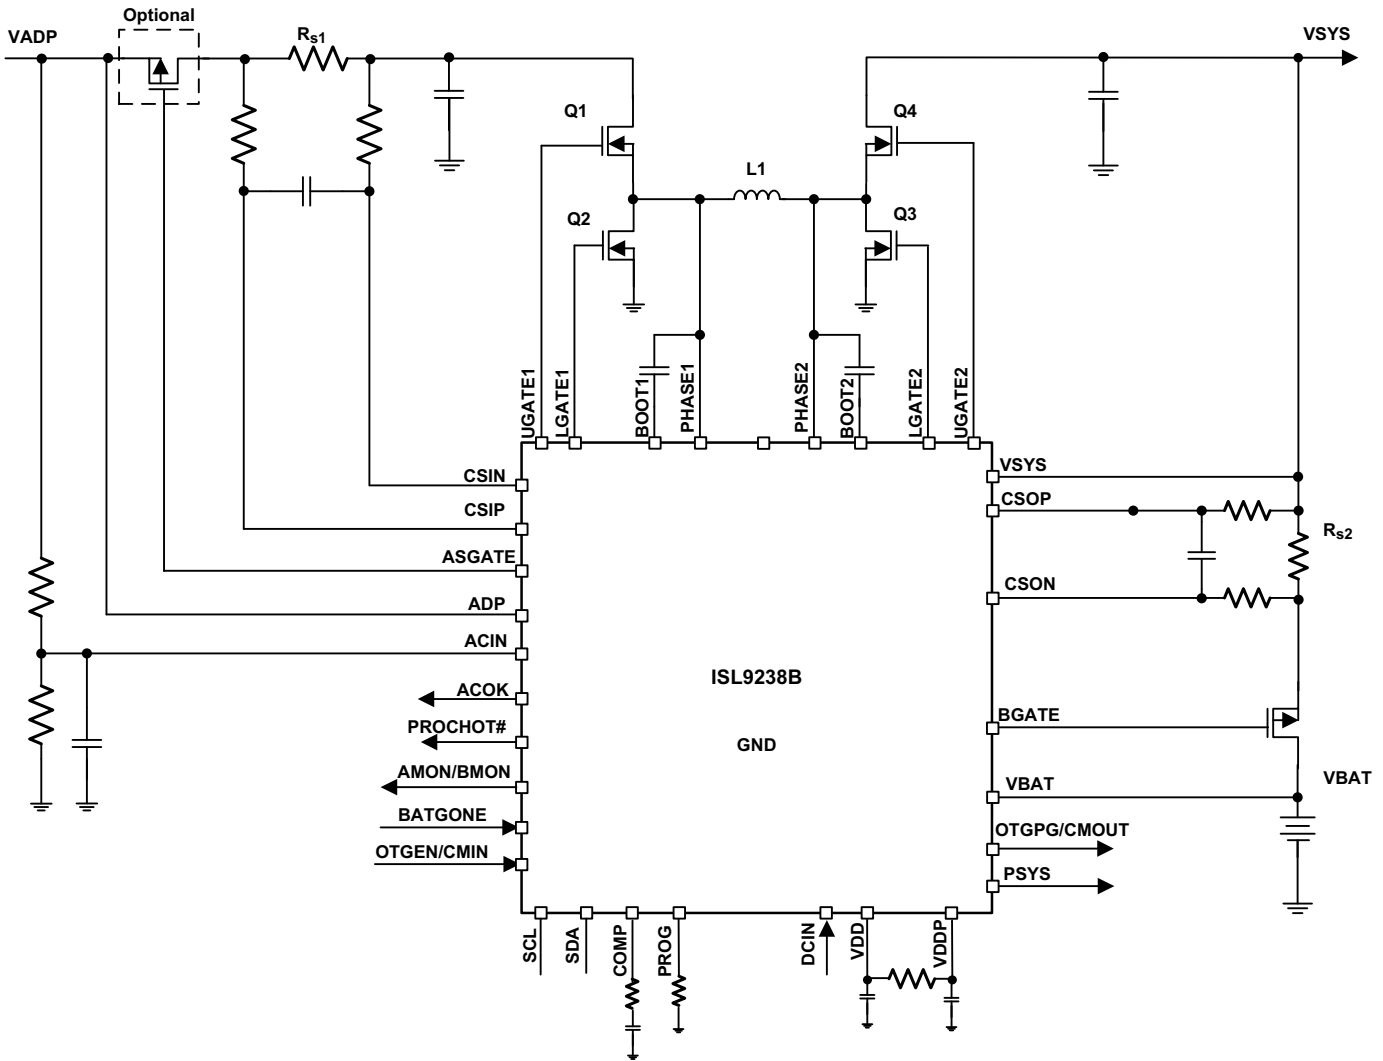 Optional
VADP
Rs1
VSYS
Q1
Q4
L1
Q2
Q3
UGATE1
LGATE1
BOOT1
PHASE1
PHASE2
BOOT2
LGATE2
UGATE2
CSIN
CSIP
ASGATE
ADP
ACIN
ACOK
PROCHOT#
AMON/BMON
BATGONE
OTGEN/CMIN
ISL9238B
GND
VSYS
CSOP
Rs2
CSON
BGATE
VBAT
VBAT
OTGPG/CMOUT
PSYS
SCL
SDA
COMP
PROG
DCIN
VDD
VDDP